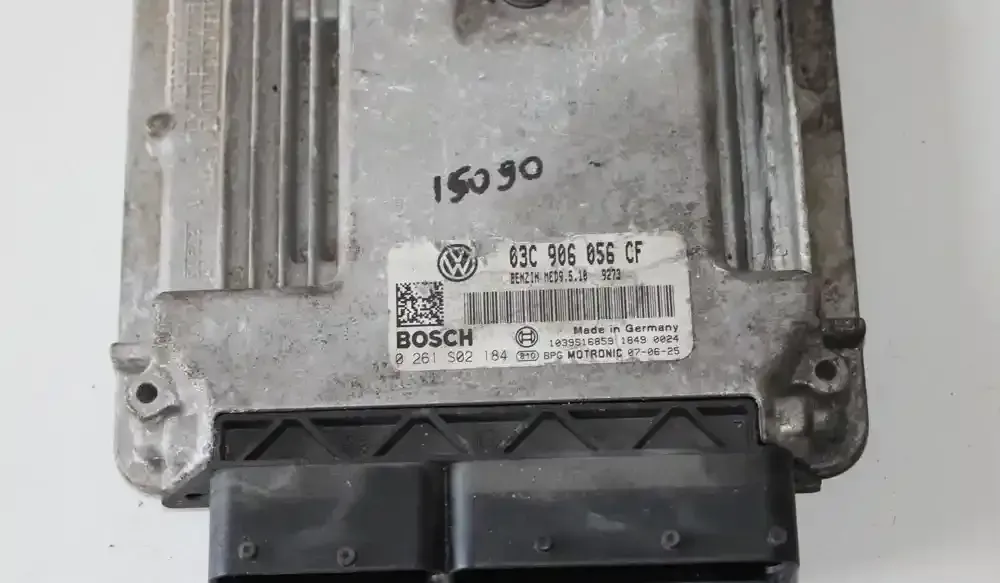 15090
03C 906 056 CF
BENZIN MED9.5.10 9273
Made in Germany
BOSCH
1039S16859 1849 0024
0 261 S02 184 BPG MOTRONIC 07-06-25